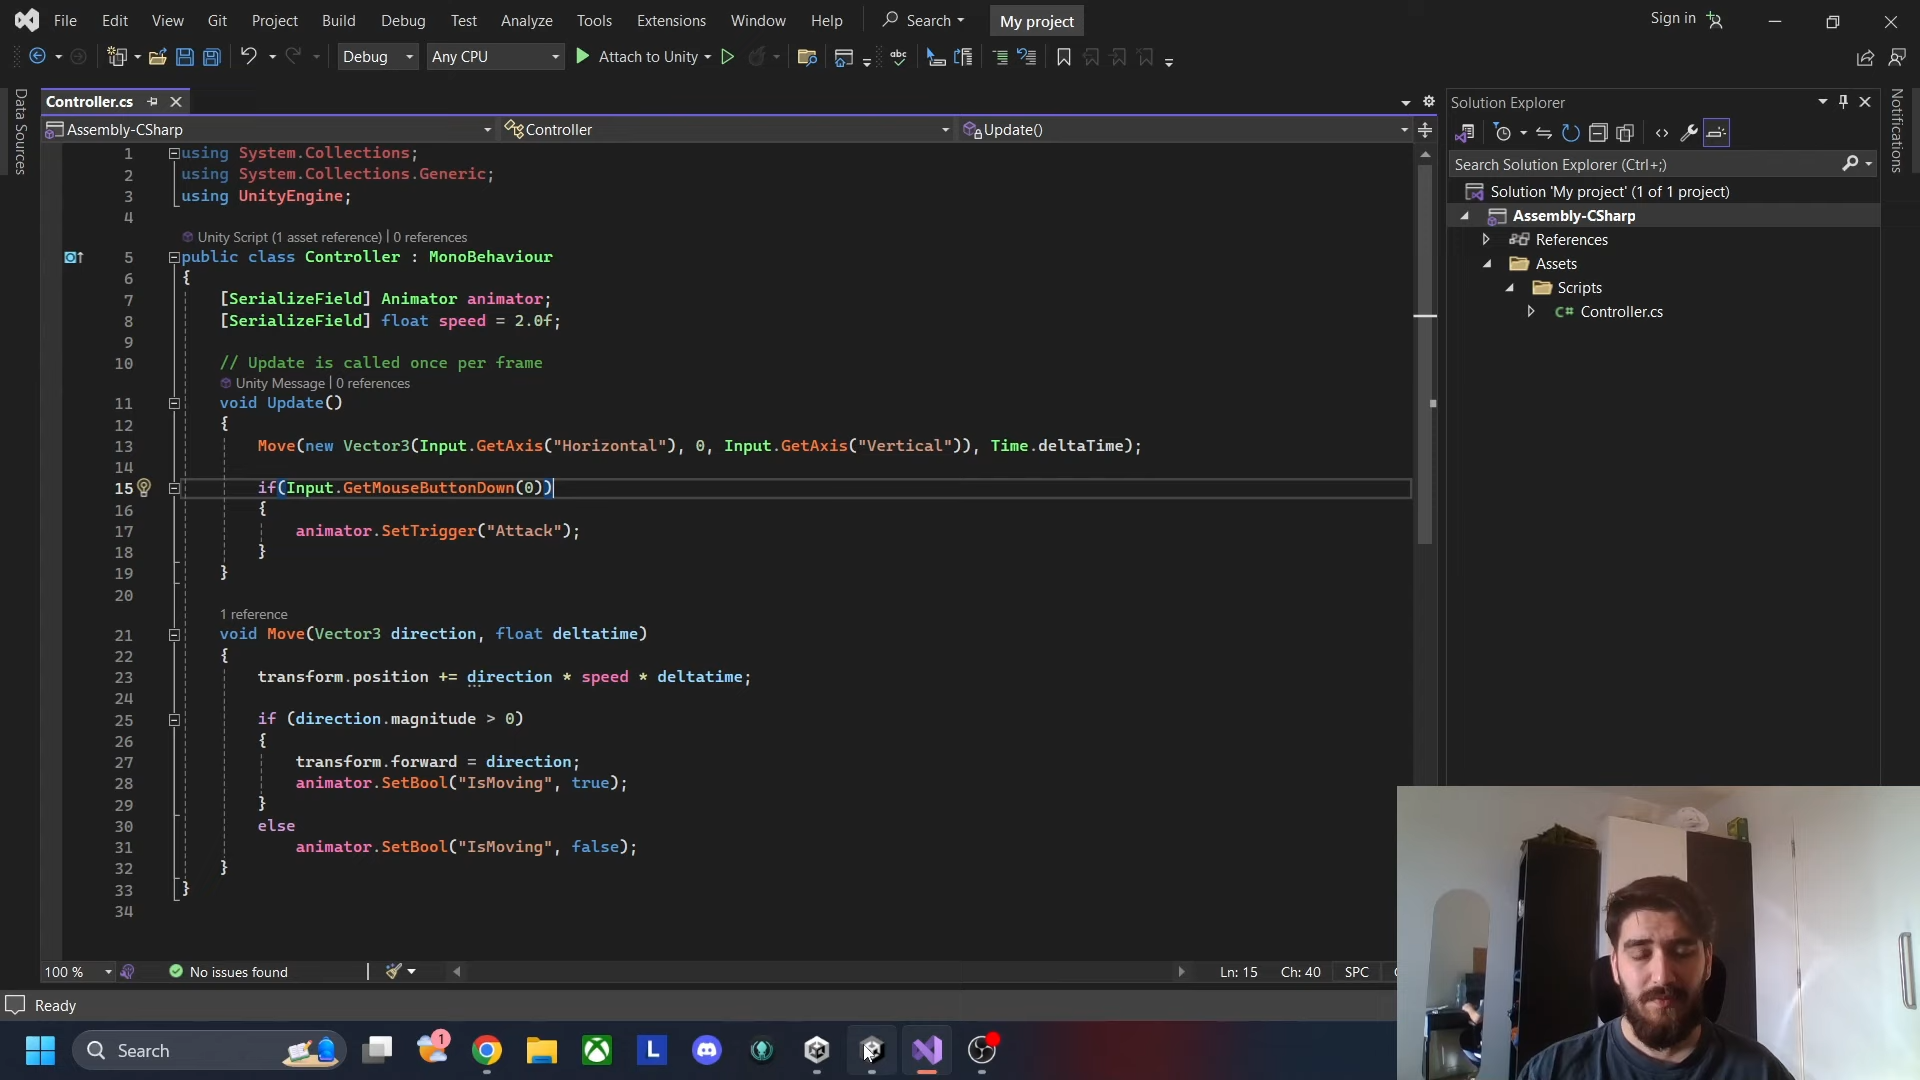 File Edit View Git Project Build Debug Test Analyze Tools Extensions Window Help Search My project Sign in
Debug Any CPU Attach to Unity
Data Sources
Controller.cs
Assembly-CSharp Controller Update()
1 using System.Collections;
2 using System.Collections.Generic;
3 using UnityEngine;
4
Unity Script (1 asset reference) | 0 references
5 public class Controller : MonoBehaviour
6 {
7 [SerializeField] Animator animator;
8 [SerializeField] float speed = 2.0f;
9
10 // Update is called once per frame
Unity Message | 0 references
11 void Update()
12 {
13 Move(new Vector3(Input.GetAxis("Horizontal"), 0, Input.GetAxis("Vertical")), Time.deltaTime);
14
15 if(Input.GetMouseButtonDown(0))
16 {
17 animator.SetTrigger("Attack");
18 }
19 }
20
1 reference
21 void Move(Vector3 direction, float deltatime)
22 {
23 transform.position += direction * speed * deltatime;
24
25 if (direction.magnitude > 0)
26 {
27 transform.forward = direction;
28 animator.SetBool("IsMoving", true);
29 }
30 else
31 animator.SetBool("IsMoving", false);
32 }
33 }
34
100 % No issues found Ln: 15 Ch: 40 SPC
Ready
Solution Explorer
Search Solution Explorer (Ctrl+;)
Solution 'My project' (1 of 1 project)
Assembly-CSharp
References
Assets
Scripts
C# Controller.cs
Notifications
Search 1 L